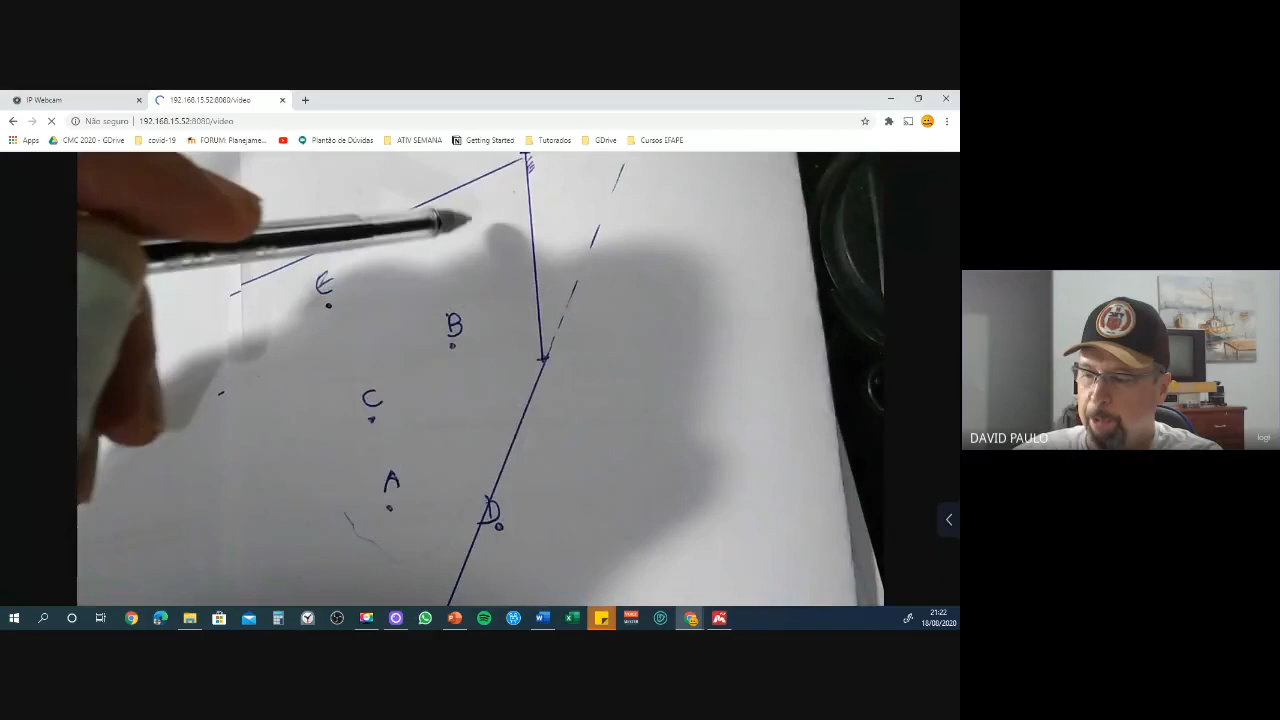 IP Webcam
192.168.15.52:8080/video
Não seguro
192.168.15.52:8080/video
Apps
CMC 2020 - GDrive
covid-19
FORUM: Planejame...
Plantão de Dúvidas
ATIV SEMANA
Getting Started
Tutorados
GDrive
Cursos EFAPE
E
B
C
A
D
DAVID PAULO
logi
21:22
18/08/2020